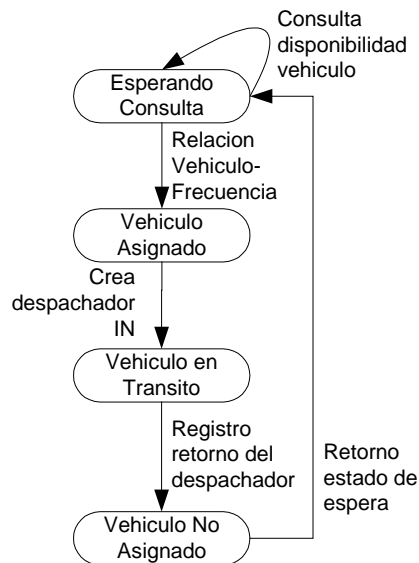 Consulta
disponibilidad
vehiculo
Esperando
Consulta
Relacion
Vehiculo-
Frecuencia
Vehiculo
Asignado
Crea
despachador
IN
Vehiculo en
Transito
Registro
retorno del
despachador
Retorno
estado de
espera
Vehiculo No
Asignado